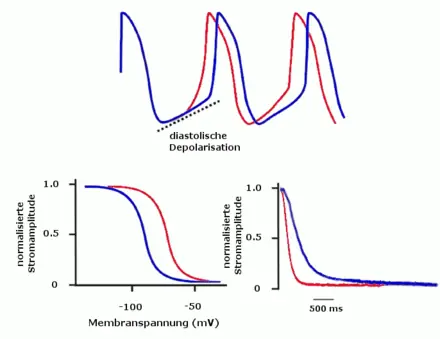 diastolische
Depolarisation
normalisierte
Stromamplitude
1.0
0.5
0
-100
-50
Membranspannung (mV)
normalisierte
Stromamplitude
1.0
0.5
0
500 ms